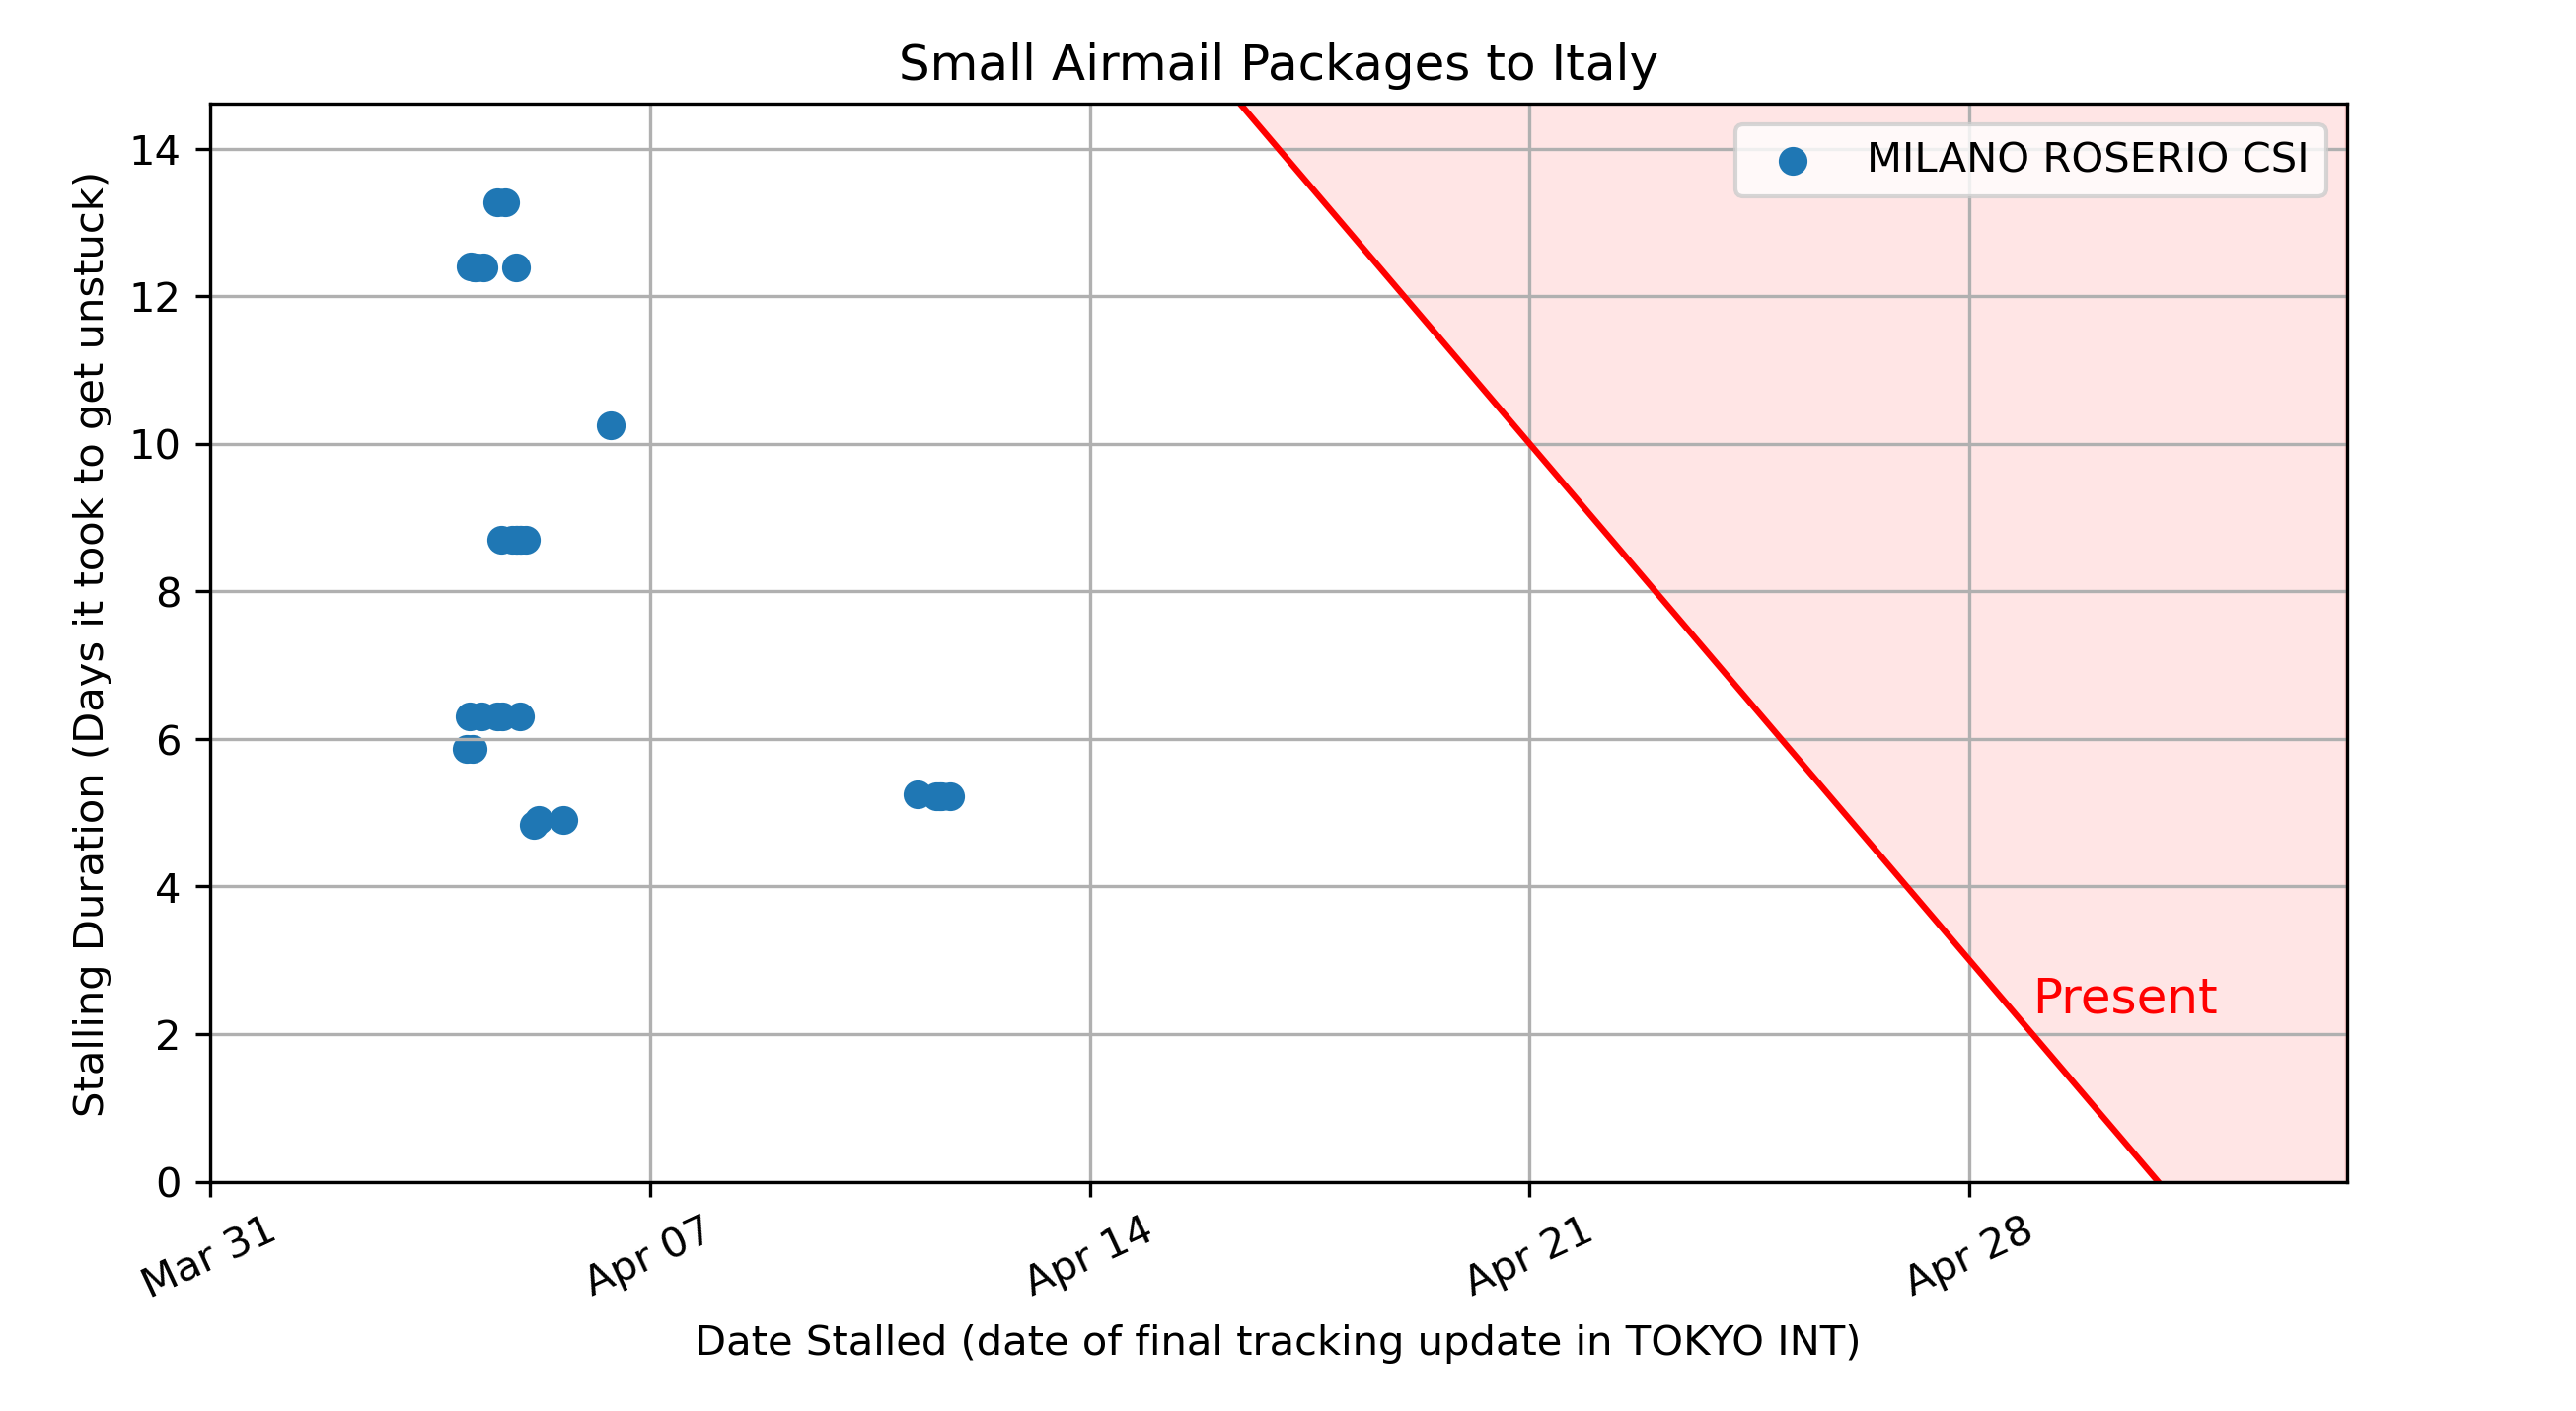 Small Airmail Packages to Italy
Stalling Duration (Days it took to get unstuck)
14
12
10
8
6
4
2
0
MILANO ROSERIO CSI
Present
Mar 31
Apr 07
Apr 14
Apr 21
Apr 28
Date Stalled (date of final tracking update in TOKYO INT)